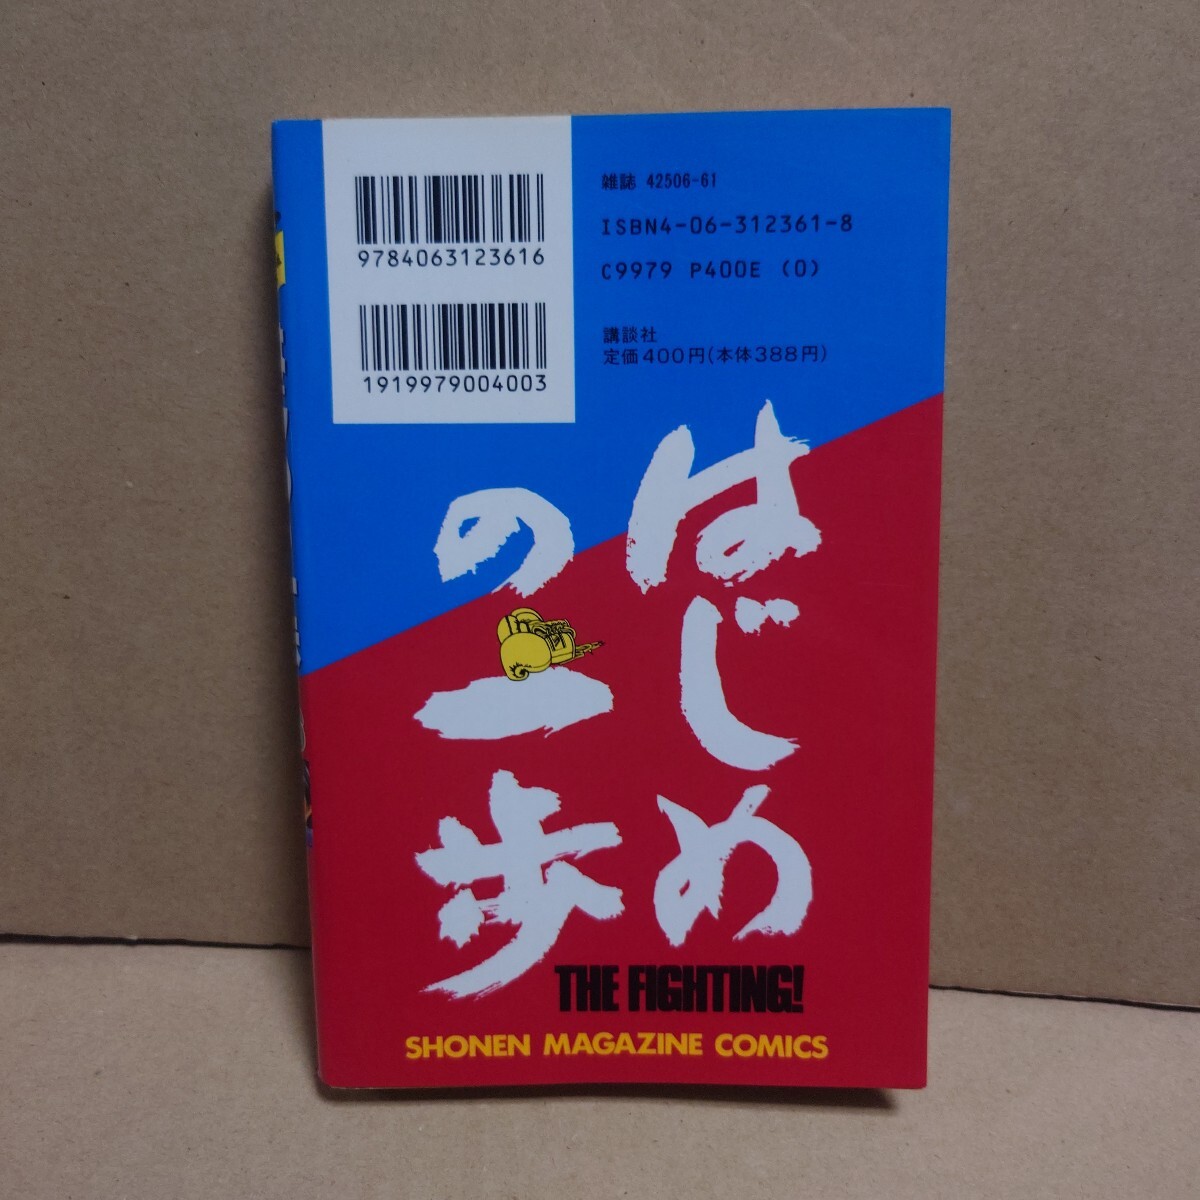 9784063123616
1919979004003
雑誌 42506-61
ISBN4-06-312361-8
C9979 P400E (0)
講談社
定価400円(本体388円)
はじめ
の一歩
THE FIGHTING!
SHONEN MAGAZINE COMICS